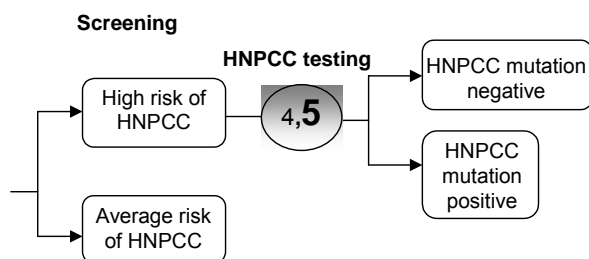 Screening
HNPCC testing
High risk of
HNPCC
4,5
HNPCC mutation
negative
HNPCC
mutation
positive
Average risk
of HNPCC